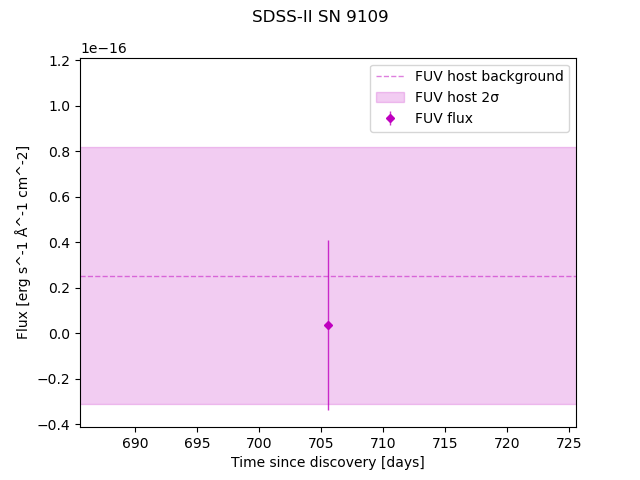 SDSS-II SN 9109
1e−16
FUV host background
FUV host 2σ
FUV flux
1.2
1.0
0.8
0.6
0.4
0.2
0.0
−0.2
−0.4
Flux [erg s^-1 Å^-1 cm^-2]
690 695 700 705 710 715 720 725
Time since discovery [days]